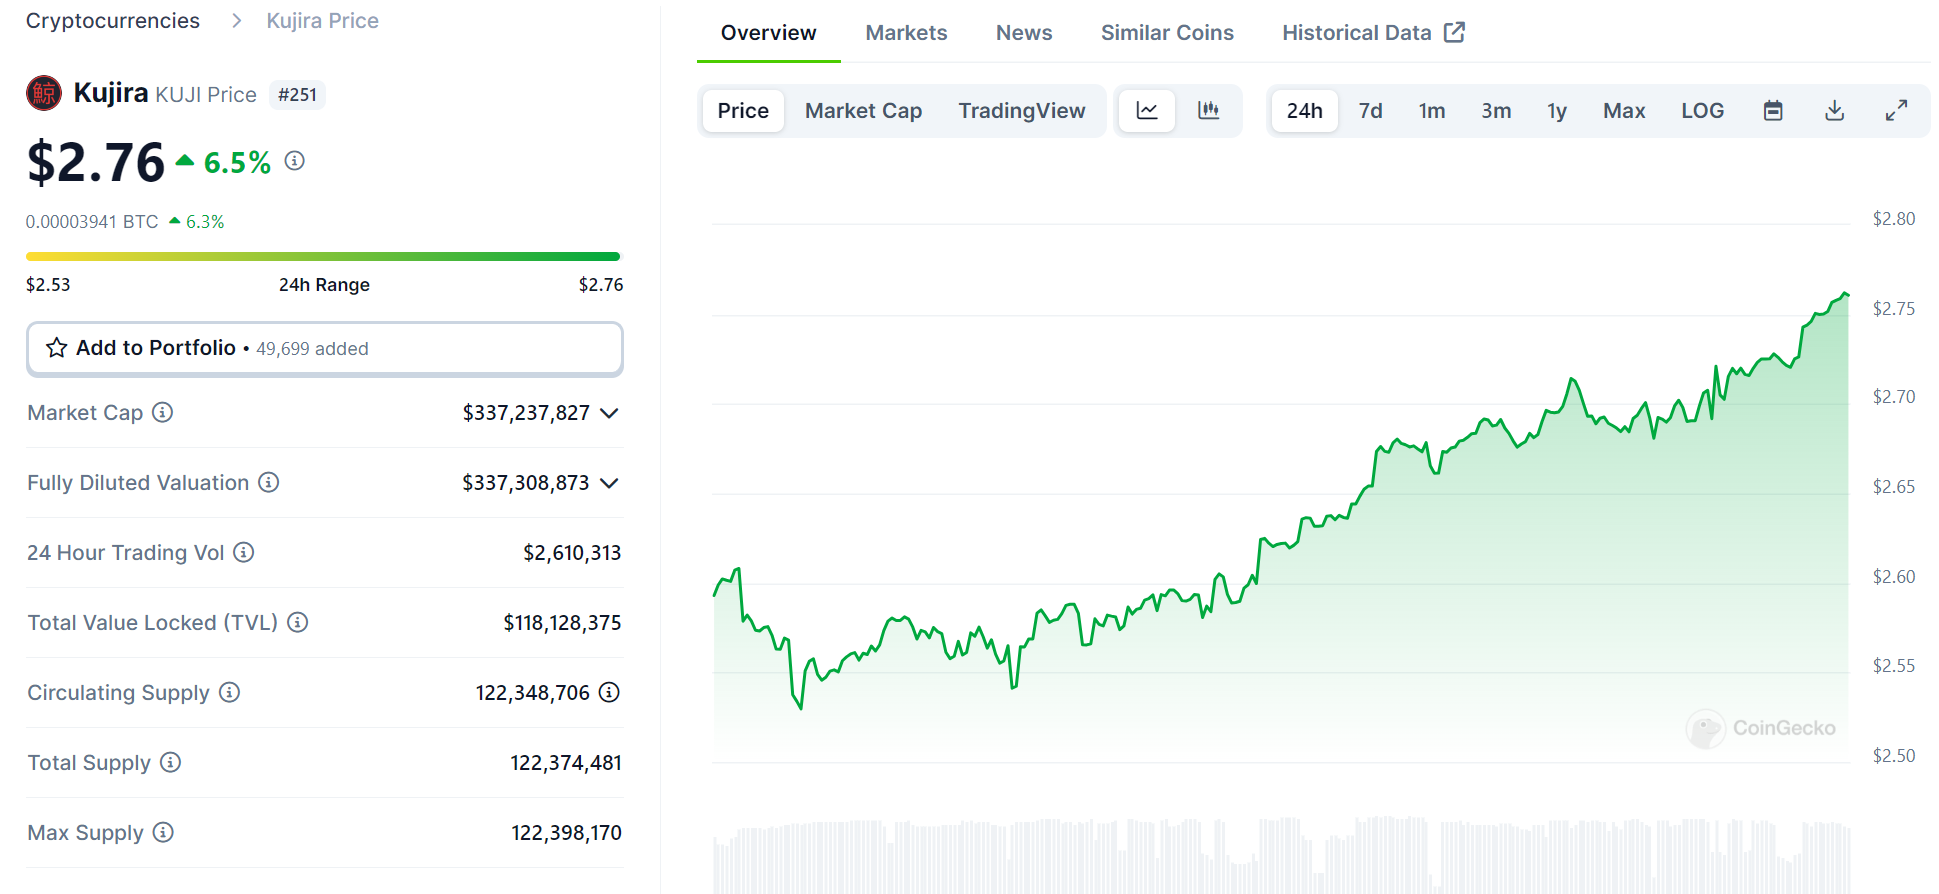 Cryptocurrencies > Kujira Price
鯨 Kujira KUJI Price #251
$2.76 6.5%
0.00003941 BTC 6.3%
$2.53 24h Range $2.76
Add to Portfolio • 49,699 added
Market Cap $337,237,827
Fully Diluted Valuation $337,308,873
24 Hour Trading Vol $2,610,313
Total Value Locked (TVL) $118,128,375
Circulating Supply 122,348,706
Total Supply 122,374,481
Max Supply 122,398,170
Overview Markets News Similar Coins Historical Data
Price Market Cap TradingView 24h 7d 1m 3m 1y Max LOG
$2.80
$2.75
$2.70
$2.65
$2.60
$2.55
CoinGecko
$2.50